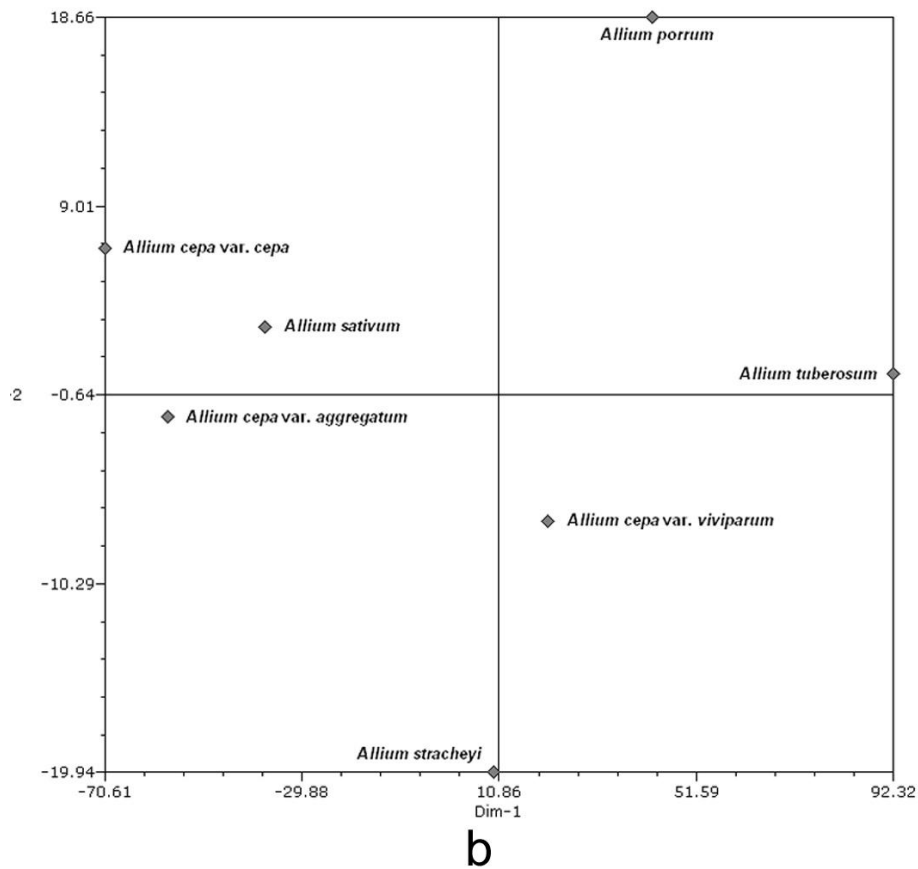 18.66
Allium porrum
9.01
Allium cepa var. cepa
Allium sativum
Allium tuberosum
·2
-0.64
Allium cepa var. aggregatum
Allium cepa var. viviparum
-10.29
Allium stracheyi
-19.94
-70.61 -29.88 10.86 51.59 92.32
Dim-1
b